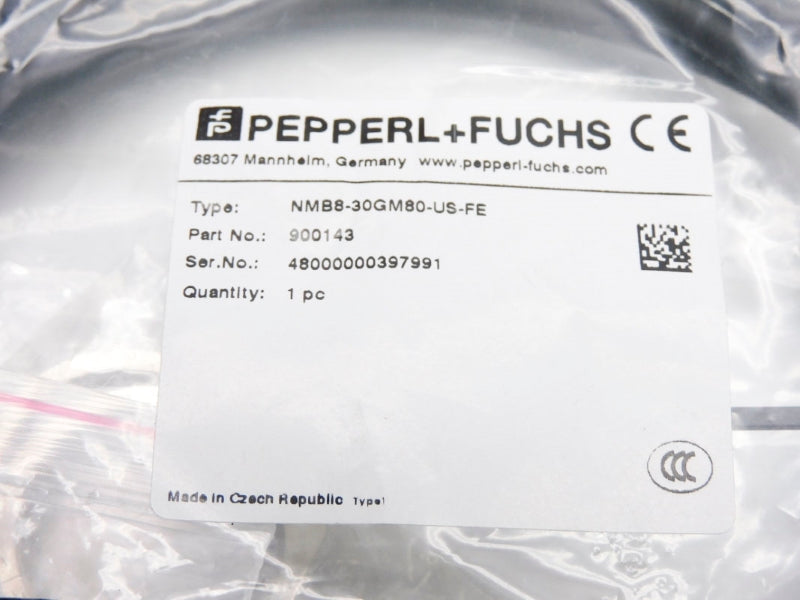 PEPPERL+FUCHS CE
68307 Mannheim, Germany www.pepperl-fuchs.com
Type: NMB8-30GM80-US-FE
Part No.: 900143
Ser.No.: 48000000397991
Quantity: 1 pc
CCC
Made in Czech Republic Type1